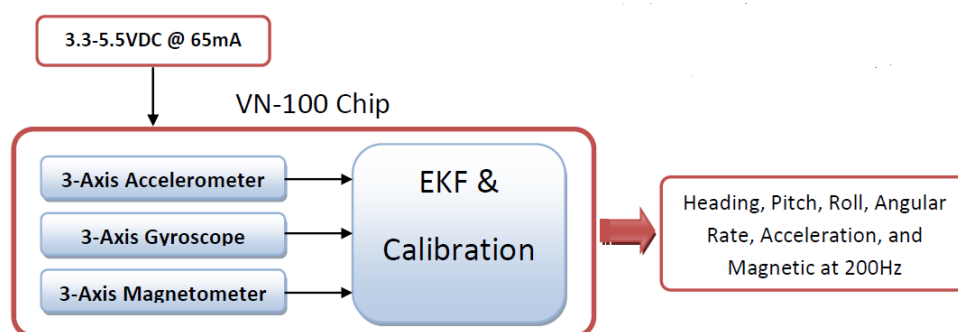 3.3-5.5VDC @ 65mA
VN-100 Chip
3-Axis Accelerometer
3-Axis Gyroscope
3-Axis Magnetometer
EKF &
Calibration
Heading, Pitch, Roll, Angular
Rate, Acceleration, and
Magnetic at 200Hz